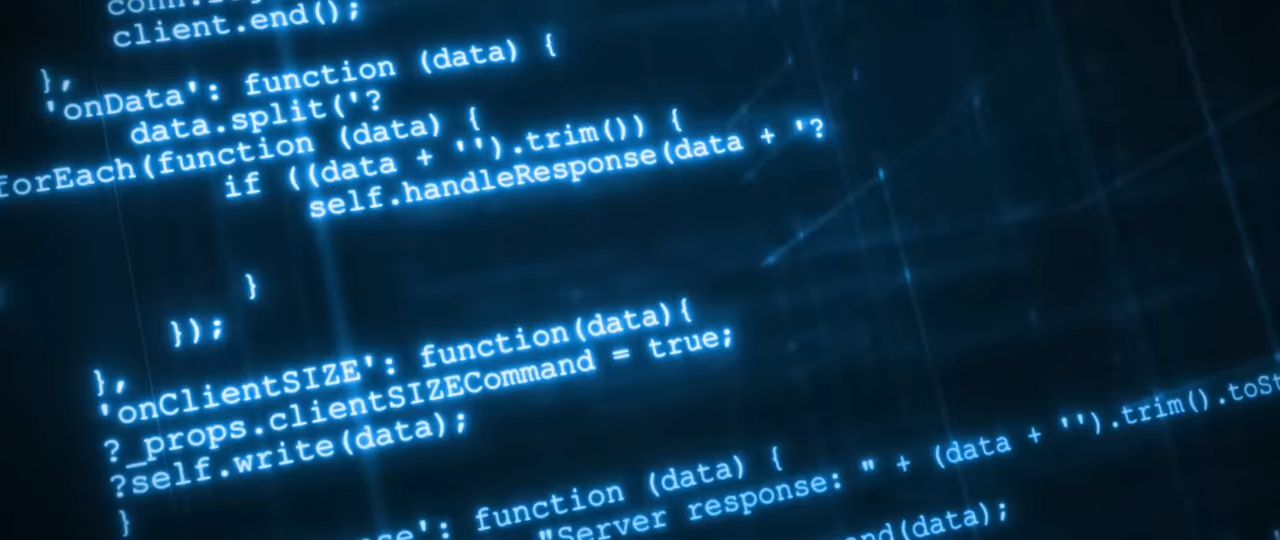 client.end();
},
'onData': function (data) {
data.split('?
forEach(function (data) {
if ((data + '').trim()) {
self.handleResponse(data + '?
}
});
},
'onClientSIZE': function(data){
?_props.clientSIZECommand = true;
?self.write(data);
}
': function (data) {
"Server response: " + (data + '').trim().toSt
(data);